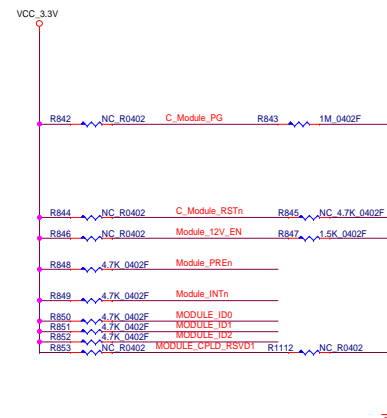 VCC_3.3V
R842 NC_R0402 C_Module_PG R843 1M_0402F
R844 NC_R0402 C_Module_RSTn R845 NC_4.7K_0402F
R846 NC_R0402 Module_12V_EN R847 1.5K_0402F
R848 4.7K_0402F Module_PREn
R849 4.7K_0402F Module_INTn
R850 4.7K_0402F MODULE_ID0
R851 4.7K_0402F MODULE_ID1
R852 4.7K_0402F MODULE_ID2
R853 NC_R0402 MODULE_CPLD_RSVD1 R1112 NC_R0402